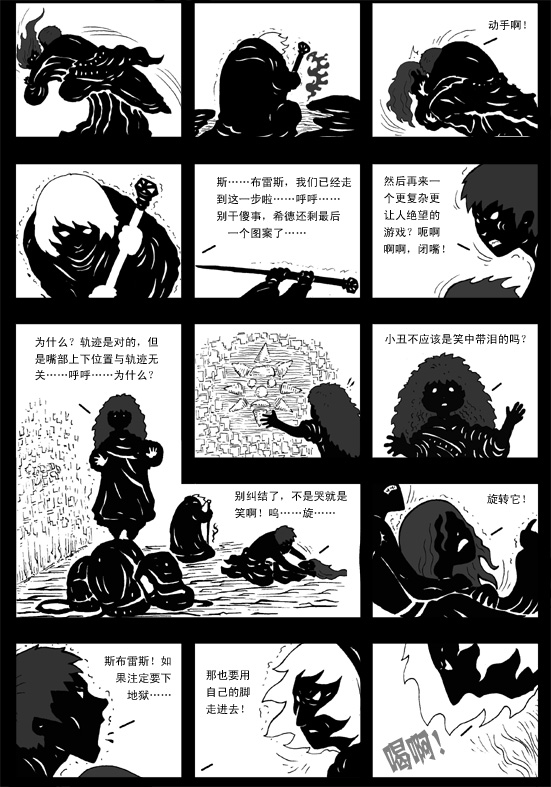 动手啊！
斯……布雷斯，我们已经走
到这一步啦……呼呼……
别干傻事，希德还剩最后
一个图案了……
然后再来一
个更复杂更
让人绝望的
游戏？呃啊
啊啊，闭嘴！
为什么？轨迹是对的，但
是嘴部上下位置与轨迹无
关……呼呼……为什么？
小丑不应该是笑中带泪的吗？
别纠结了，不是哭就是
笑啊！呜……旋……
旋转它！
斯布雷斯！如
果注定要下
地狱……
那也要用
自己的脚
走进去！
喝啊！